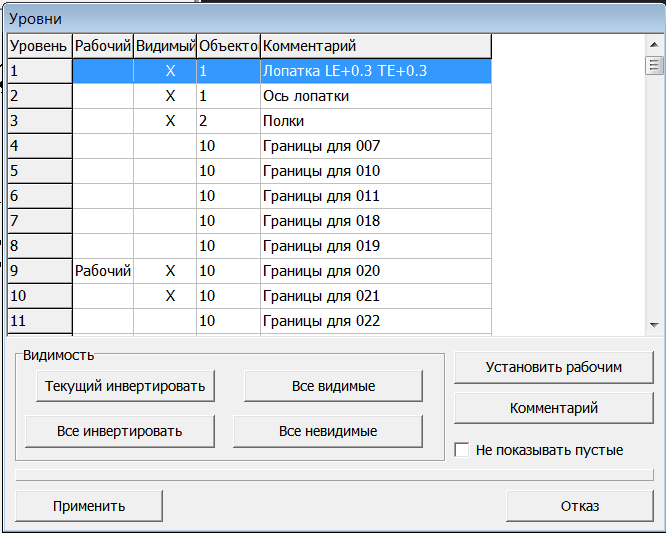 Уровни
Уровень Рабочий Видимый Объекто Комментарий
1 X 1 Лопатка LE+0.3 TE+0.3
2 X 1 Ось лопатки
3 X 2 Полки
4 10 Границы для 007
5 10 Границы для 010
6 10 Границы для 011
7 10 Границы для 018
8 10 Границы для 019
9 Рабочий X 10 Границы для 020
10 X 10 Границы для 021
11 10 Границы для 022
Видимость
Текущий инвертировать Все видимые
Все инвертировать Все невидимые
Установить рабочим
Комментарий
Не показывать пустые
Применить Отказ